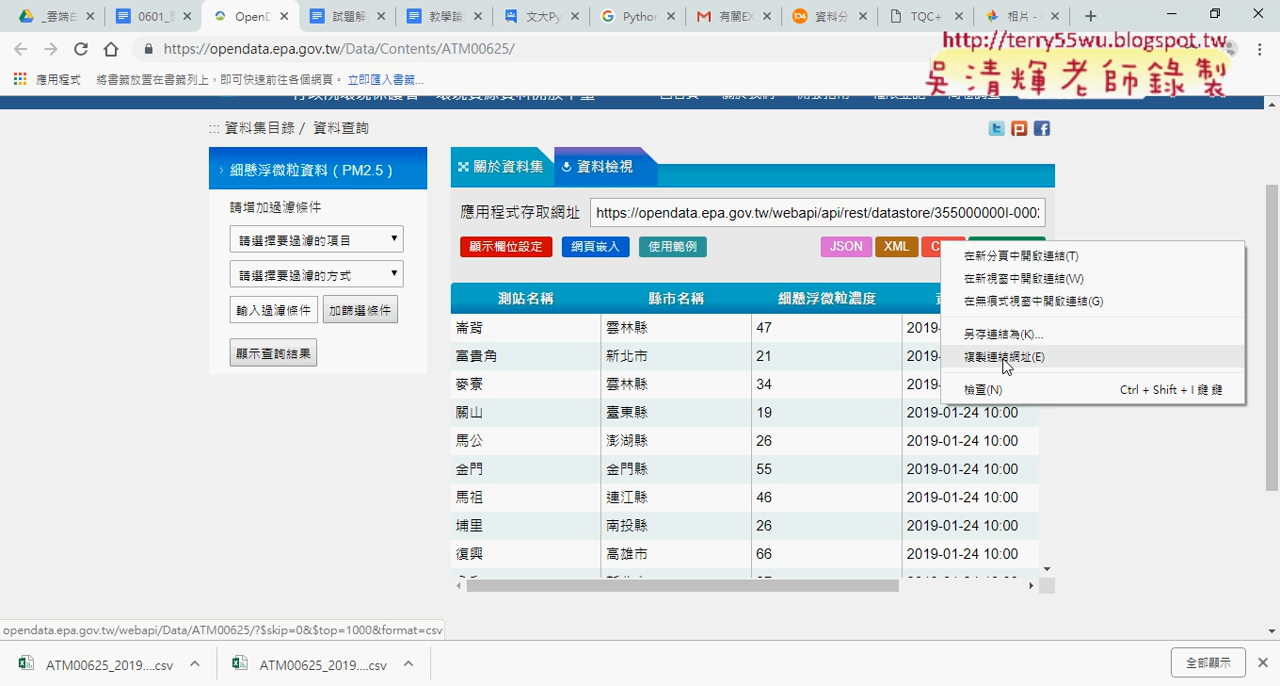 _雲端白
0601_
OpenD
試題解
教學論
文大Py
Python
有關EX
資料分
TQC+
相片 -
https://opendata.epa.gov.tw/Data/Contents/ATM00625/
http://terry55wu.blogspot.tw
吳清輝老師錄製
應用程式 將書籤放置在書籤列上，即可快速前往各個網頁。 立即匯入書籤...
::: 資料集目錄 / 資料查詢
細懸浮微粒資料 ( PM2.5 )
請增加過濾條件
請選擇要過濾的項目
請選擇要過濾的方式
輸入過濾條件 加篩選條件
顯示查詢結果
關於資料集 資料檢視
應用程式存取網址 https://opendata.epa.gov.tw/webapi/api/rest/datastore/355000000I-000
顯示欄位設定 網頁嵌入 使用範例 JSON XML C
在新分頁中開啟連結(T)
在新視窗中開啟連結(W)
在無痕式視窗中開啟連結(G)
另存連結為(K)...
複製連結網址(E)
檢查(N) Ctrl + Shift + I 鍵 鍵
測站名稱 縣市名稱 細懸浮微粒濃度
崙背 雲林縣 47 2019-
富貴角 新北市 21 2019-
麥寮 雲林縣 34 2019-
關山 臺東縣 19 2019-01-24 10:00
馬公 澎湖縣 26 2019-01-24 10:00
金門 金門縣 55 2019-01-24 10:00
馬祖 連江縣 46 2019-01-24 10:00
埔里 南投縣 26 2019-01-24 10:00
復興 高雄市 66 2019-01-24 10:00
opendata.epa.gov.tw/webapi/Data/ATM00625/?$skip=0&$top=1000&format=csv
ATM00625_2019....csv
ATM00625_2019....csv
全部顯示